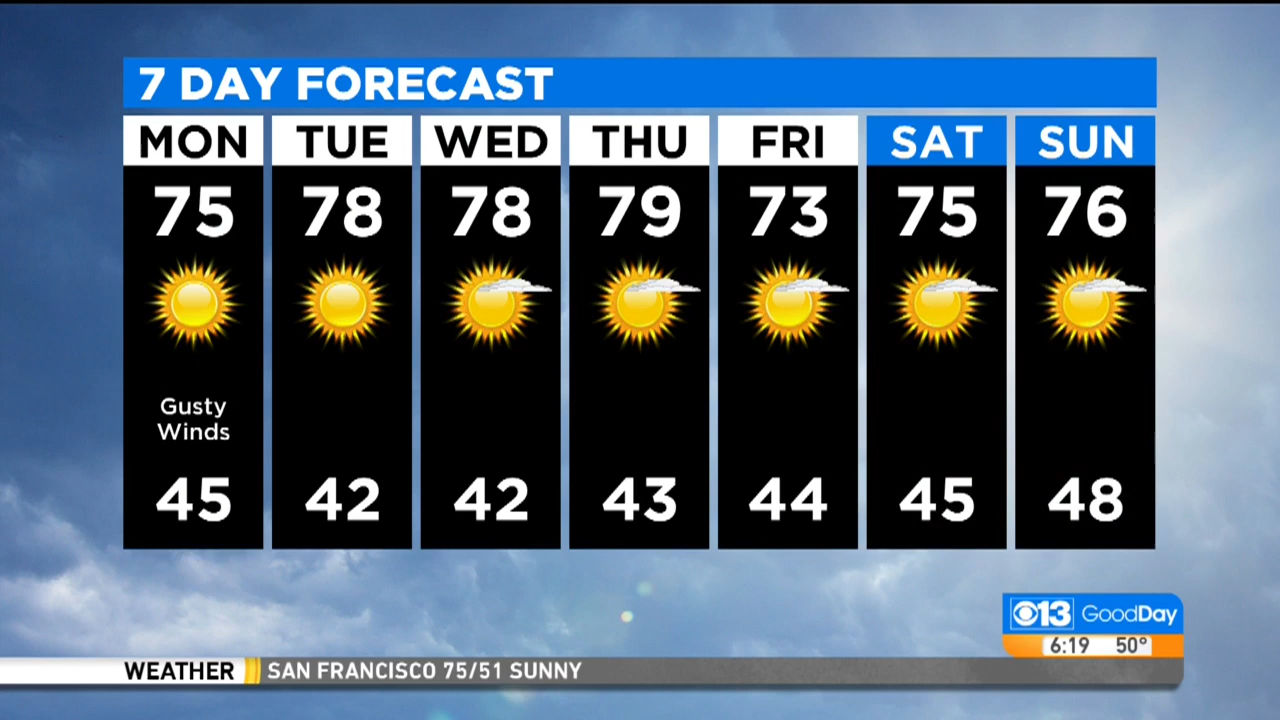 7 DAY FORECAST
MON TUE WED THU FRI SAT SUN
75 78 78 79 73 75 76
Gusty
Winds
45 42 42 43 44 45 48
13 GoodDay
6:19 50°
WEATHER SAN FRANCISCO 75/51 SUNNY